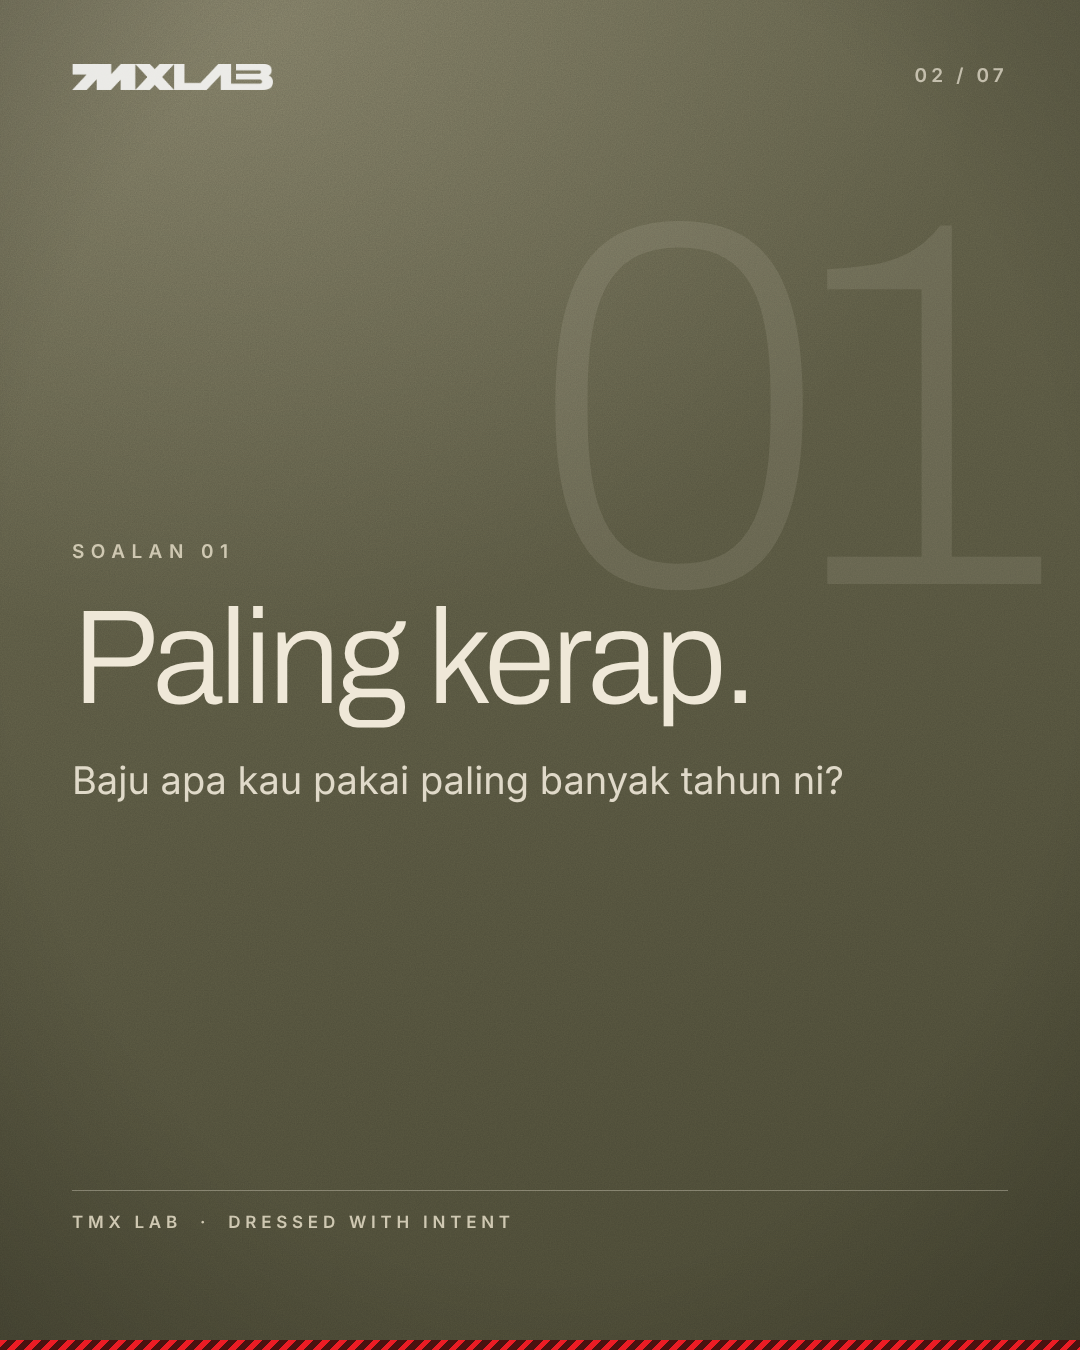 TMXLAB
02 / 07
01
SOALAN 01
Paling kerap.
Baju apa kau pakai paling banyak tahun ni?
TMX LAB · DRESSED WITH INTENT